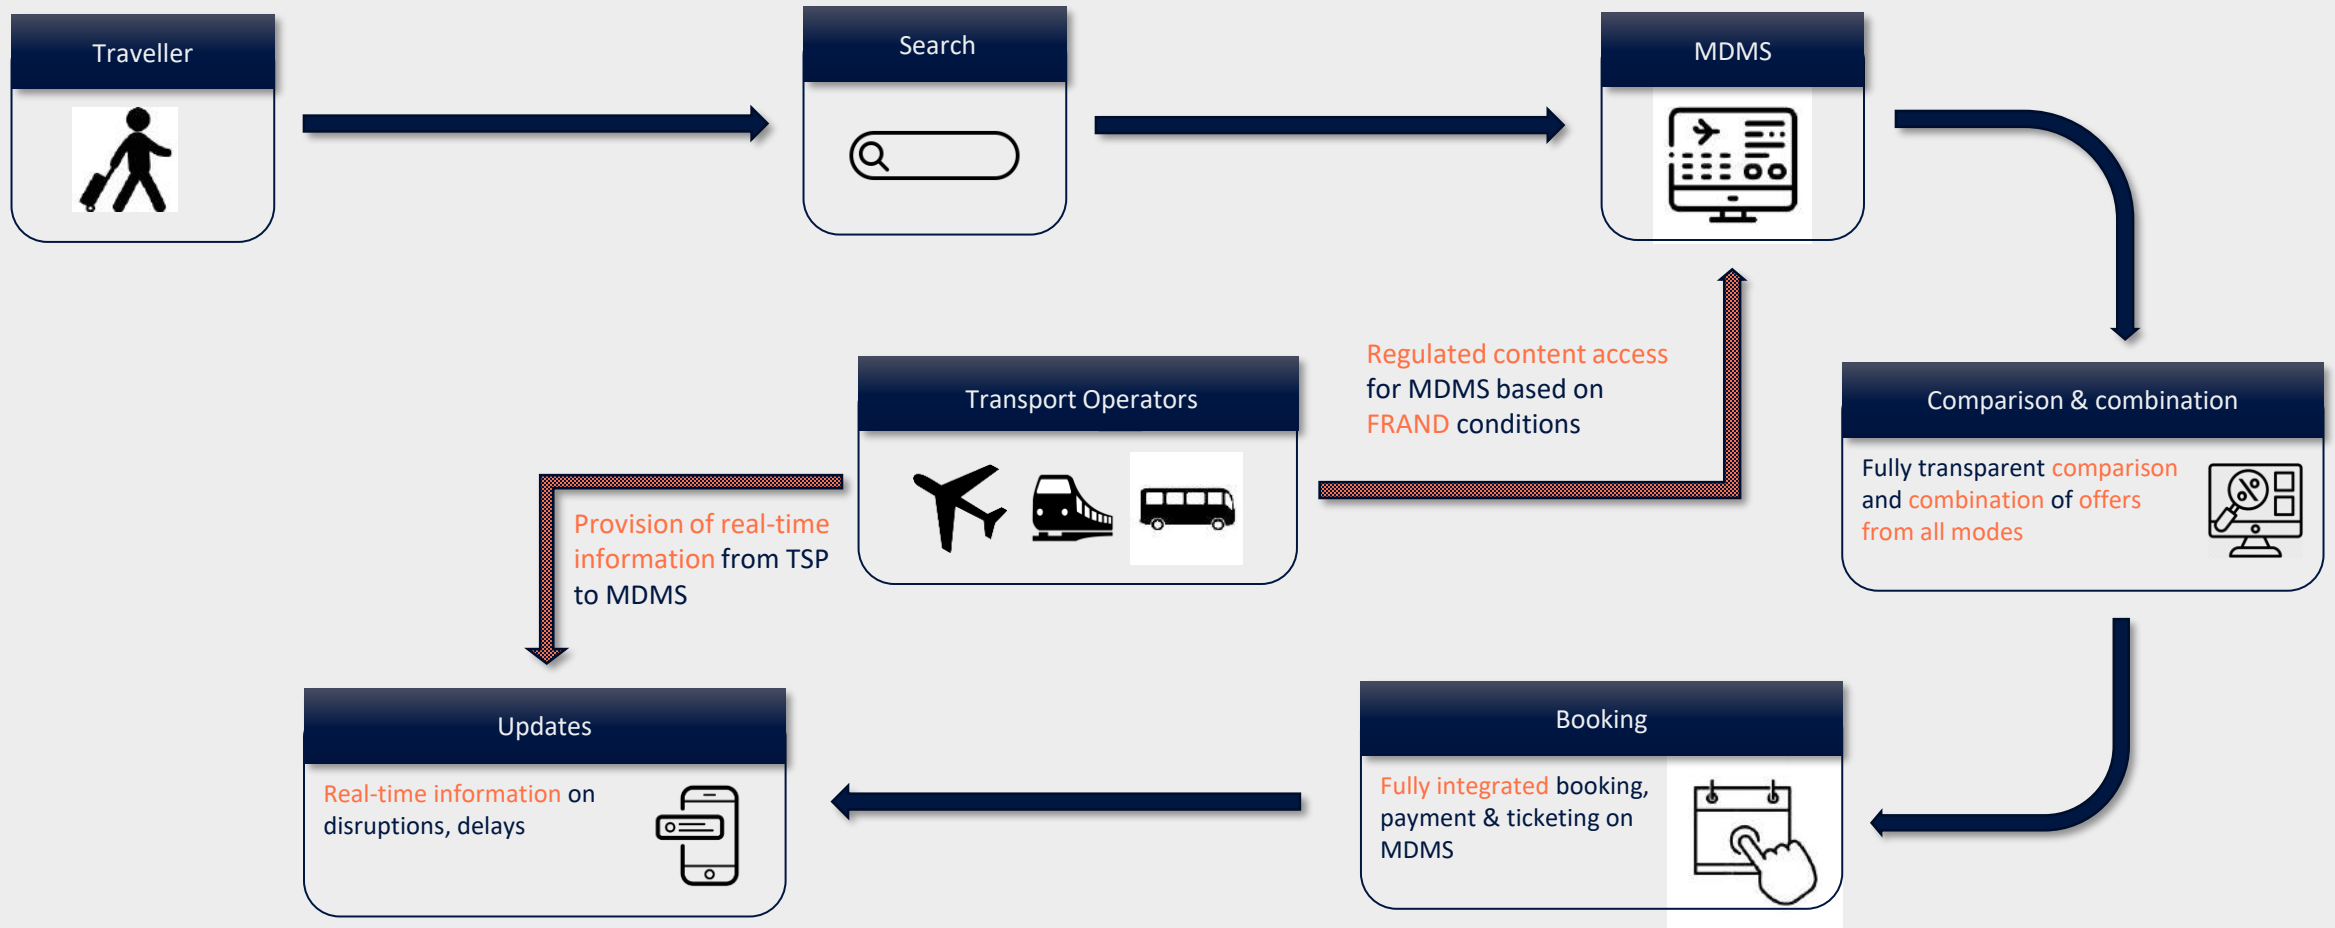 Traveller
Search
MDMS
Transport Operators
Regulated content access
for MDMS based on
FRAND conditions
Comparison & combination
Fully transparent comparison
and combination of offers
from all modes
Provision of real-time
information from TSP
to MDMS
Updates
Real-time information on
disruptions, delays
Booking
Fully integrated booking,
payment & ticketing on
MDMS